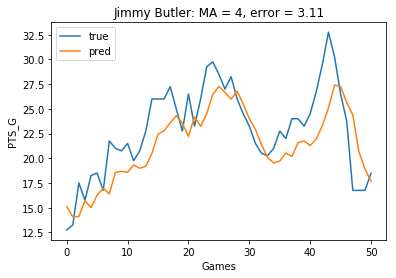 Jimmy Butler: MA = 4, error = 3.11
true
pred
PTS_G
32.5
30.0
27.5
25.0
22.5
20.0
17.5
15.0
12.5
0 10 20 30 40 50
Games